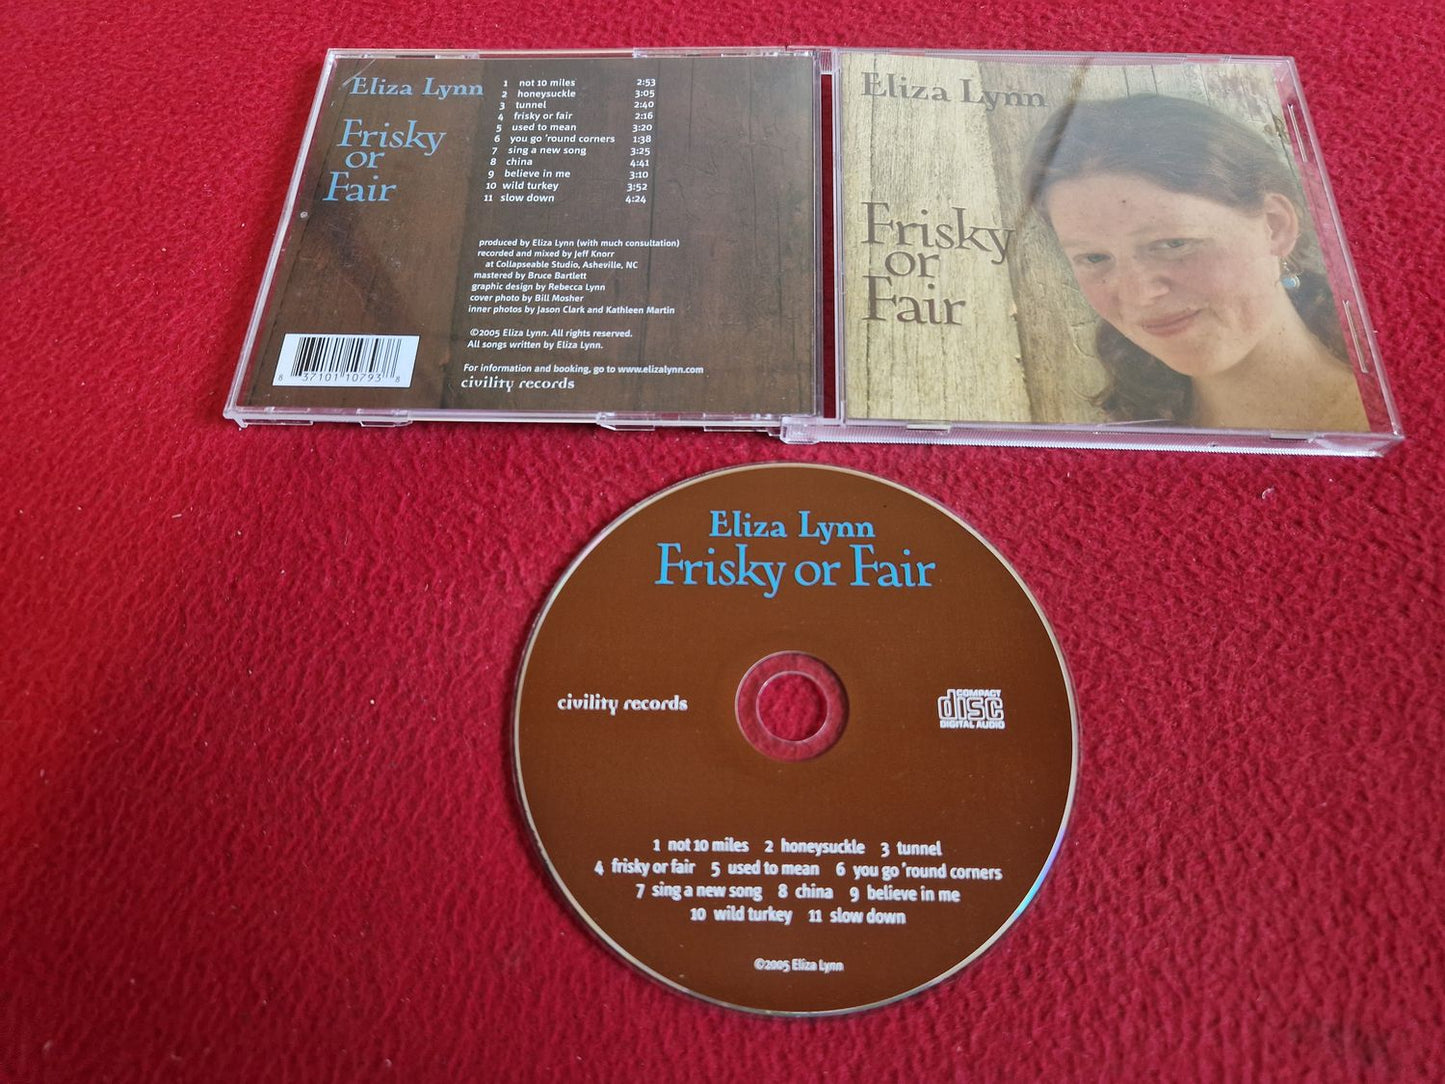 Eliza Lynn
Frisky
or
Fair
1 not 10 miles 2:53
2 honeysuckle 3:05
3 tunnel 2:40
4 frisky or fair 2:16
5 used to mean 3:20
6 you go 'round corners 1:38
7 sing a new song 3:25
8 china 4:41
9 believe in me 3:10
10 wild turkey 3:52
11 slow down 4:24
produced by Eliza Lynn (with much consultation)
recorded and mixed by Jeff Knorr
at Collapseable Studio, Asheville, NC
mastered by Bruce Bartlett
graphic design by Rebecca Lynn
cover photo by Bill Mosher
inner photos by Jason Clark and Kathleen Martin
©2005 Eliza Lynn. All rights reserved.
All songs written by Eliza Lynn.
For information and booking, go to www.elizalynn.com
civility records
8 37101 10793 8
Eliza Lynn
Frisky
or
Fair
Eliza Lynn
Frisky or Fair
civility records
COMPACT
disc
DIGITAL AUDIO
1 not 10 miles 2 honeysuckle 3 tunnel
4 frisky or fair 5 used to mean 6 you go 'round corners
7 sing a new song 8 china 9 believe in me
10 wild turkey 11 slow down
©2005 Eliza Lynn